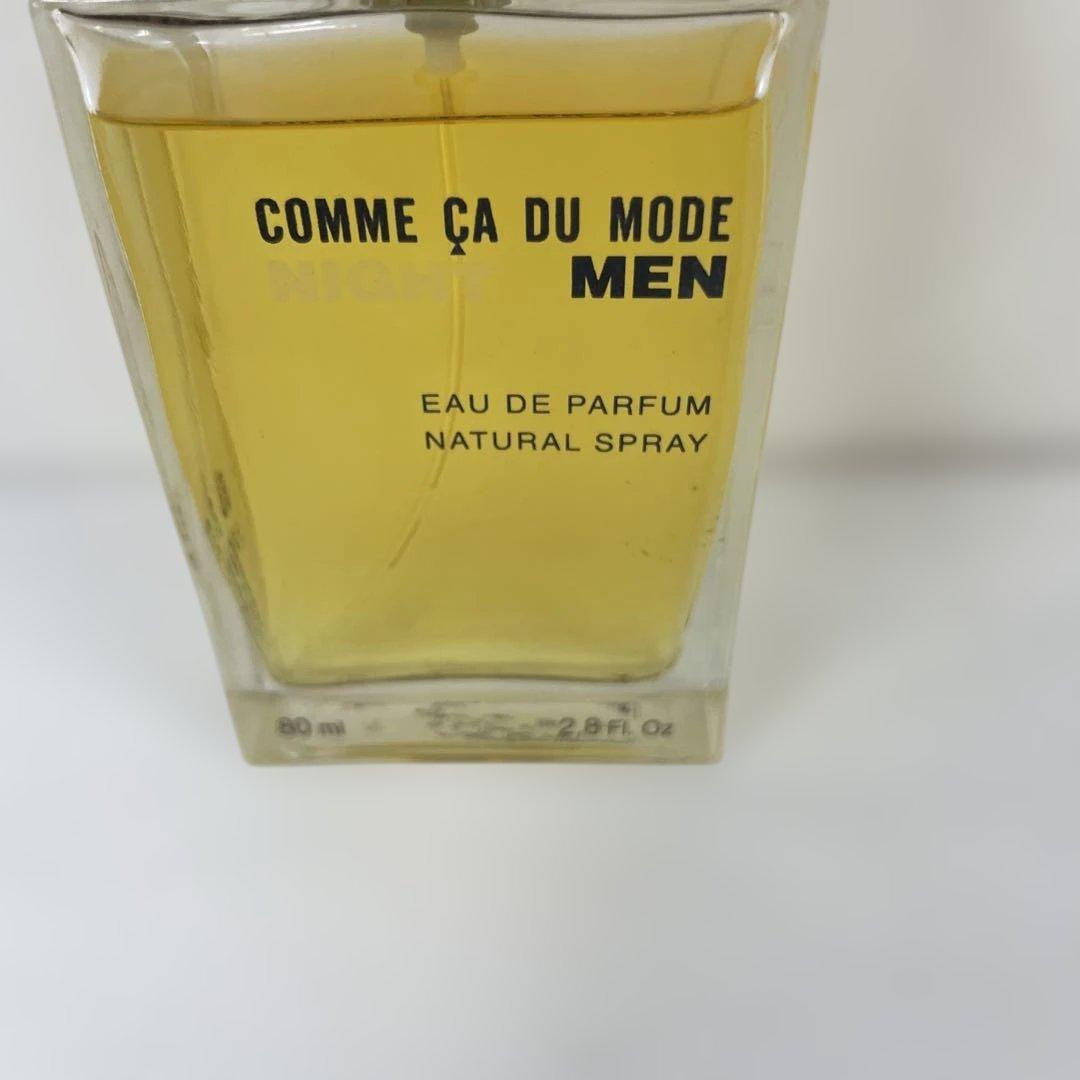 COMME ÇA DU MODE
NIGHT MEN
EAU DE PARFUM
NATURAL SPRAY
80 ml 2.8 Fl. Oz